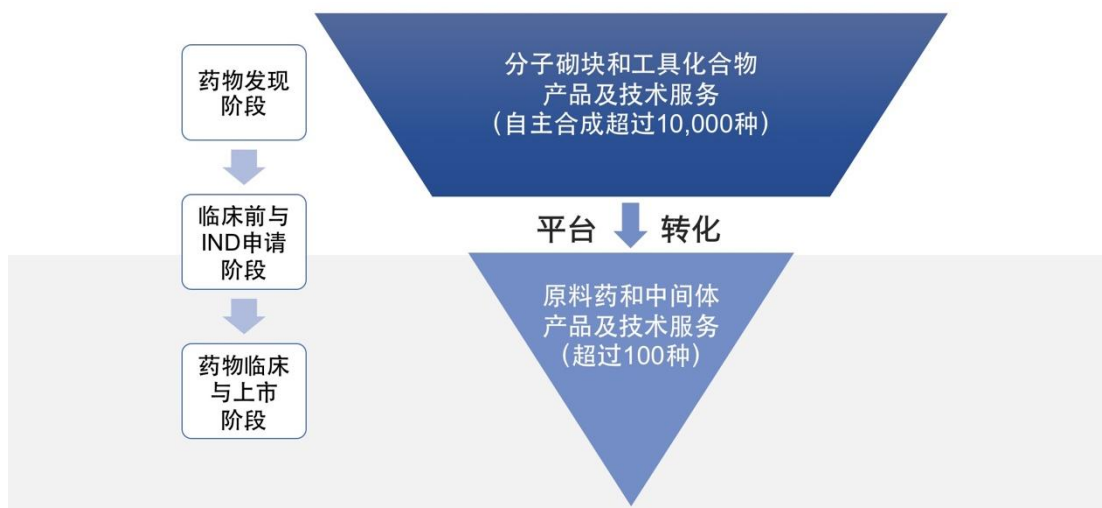 药物发现
阶段
临床前与
IND申请
阶段
药物临床
与上市
阶段
分子砌块和工具化合物
产品及技术服务
（自主合成超过10,000种）
平台 转化
原料药和中间体
产品及技术服务
（超过100种）